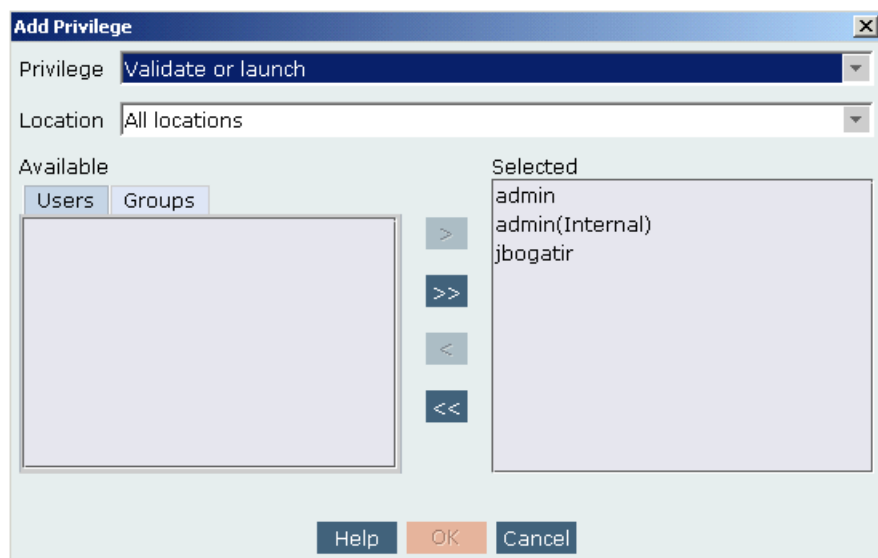 Add Privilege
Privilege Validate or launch
Location All locations
Available
Selected
Users Groups
admin
admin(Internal)
jbogatir
>
>>
<
<<
Help OK Cancel